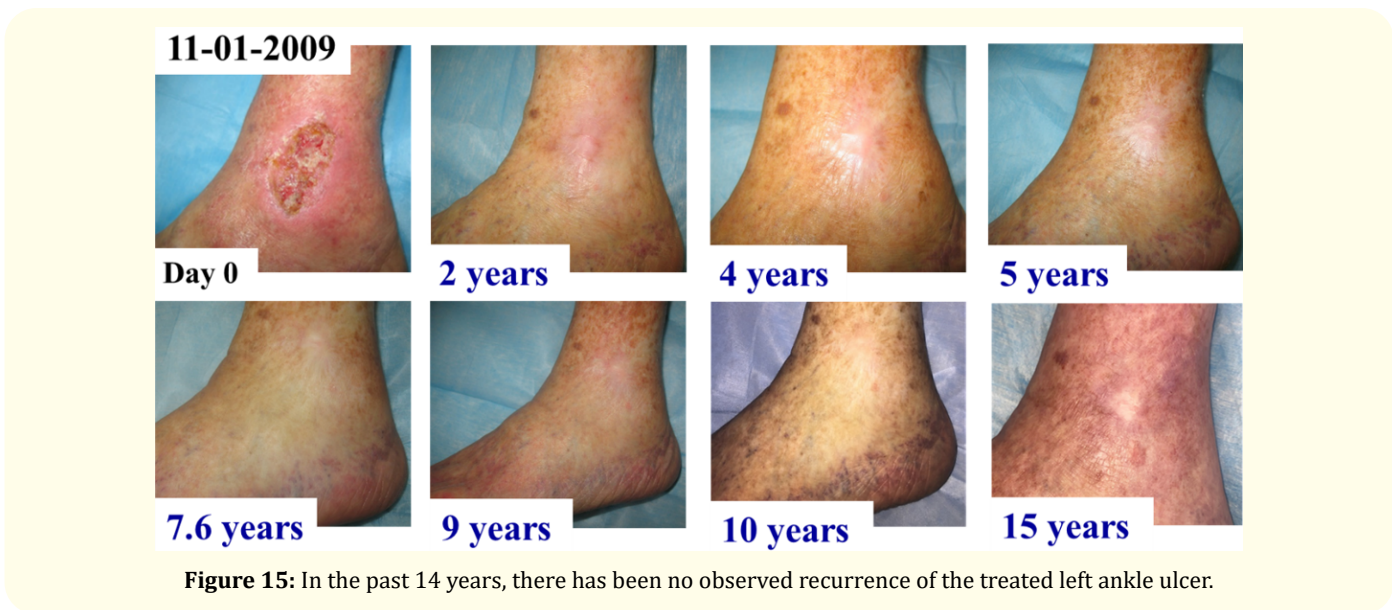 11-01-2009
Day 0
2 years
4 years
5 years
7.6 years
9 years
10 years
15 years
Figure 15: In the past 14 years, there has been no observed recurrence of the treated left ankle ulcer.